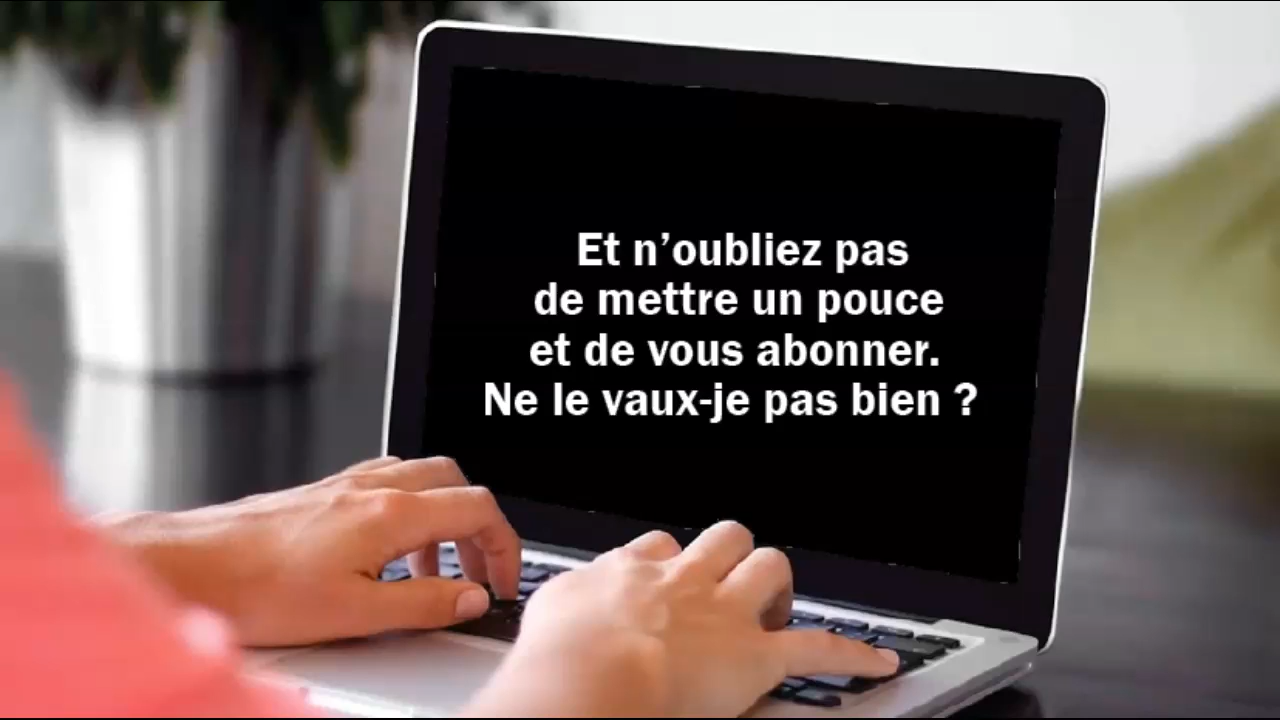 Et n’oubliez pas
de mettre un pouce
et de vous abonner.
Ne le vaux-je pas bien ?